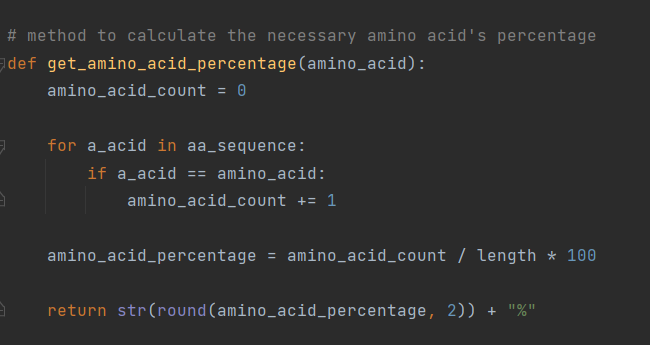 # method to calculate the necessary amino acid's percentage
def get_amino_acid_percentage(amino_acid):
    amino_acid_count = 0
    for a_acid in aa_sequence:
        if a_acid == amino_acid:
            amino_acid_count += 1
    amino_acid_percentage = amino_acid_count / length * 100
    return str(round(amino_acid_percentage, 2)) + "%"